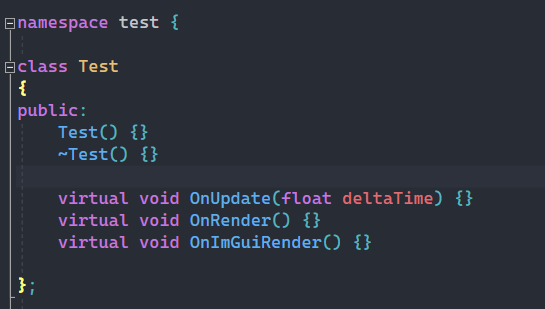 namespace test {
class Test
{
public:
    Test() {}
    ~Test() {}
    virtual void OnUpdate(float deltaTime) {}
    virtual void OnRender() {}
    virtual void OnImGuiRender() {}
};